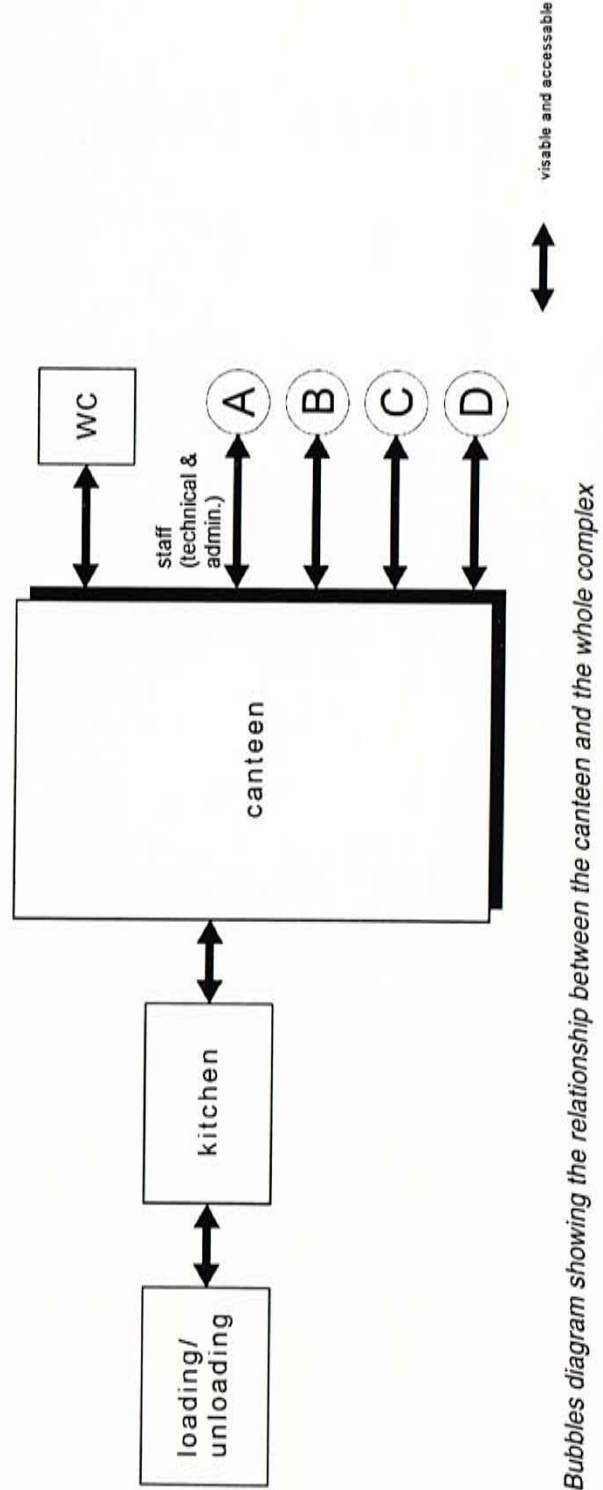 loading/
unloading
kitchen
canteen
WC
staff
(technical &
admin.)
A
B
C
D
visable and accessable
Bubbles diagram showing the relationship between the canteen and the whole complex